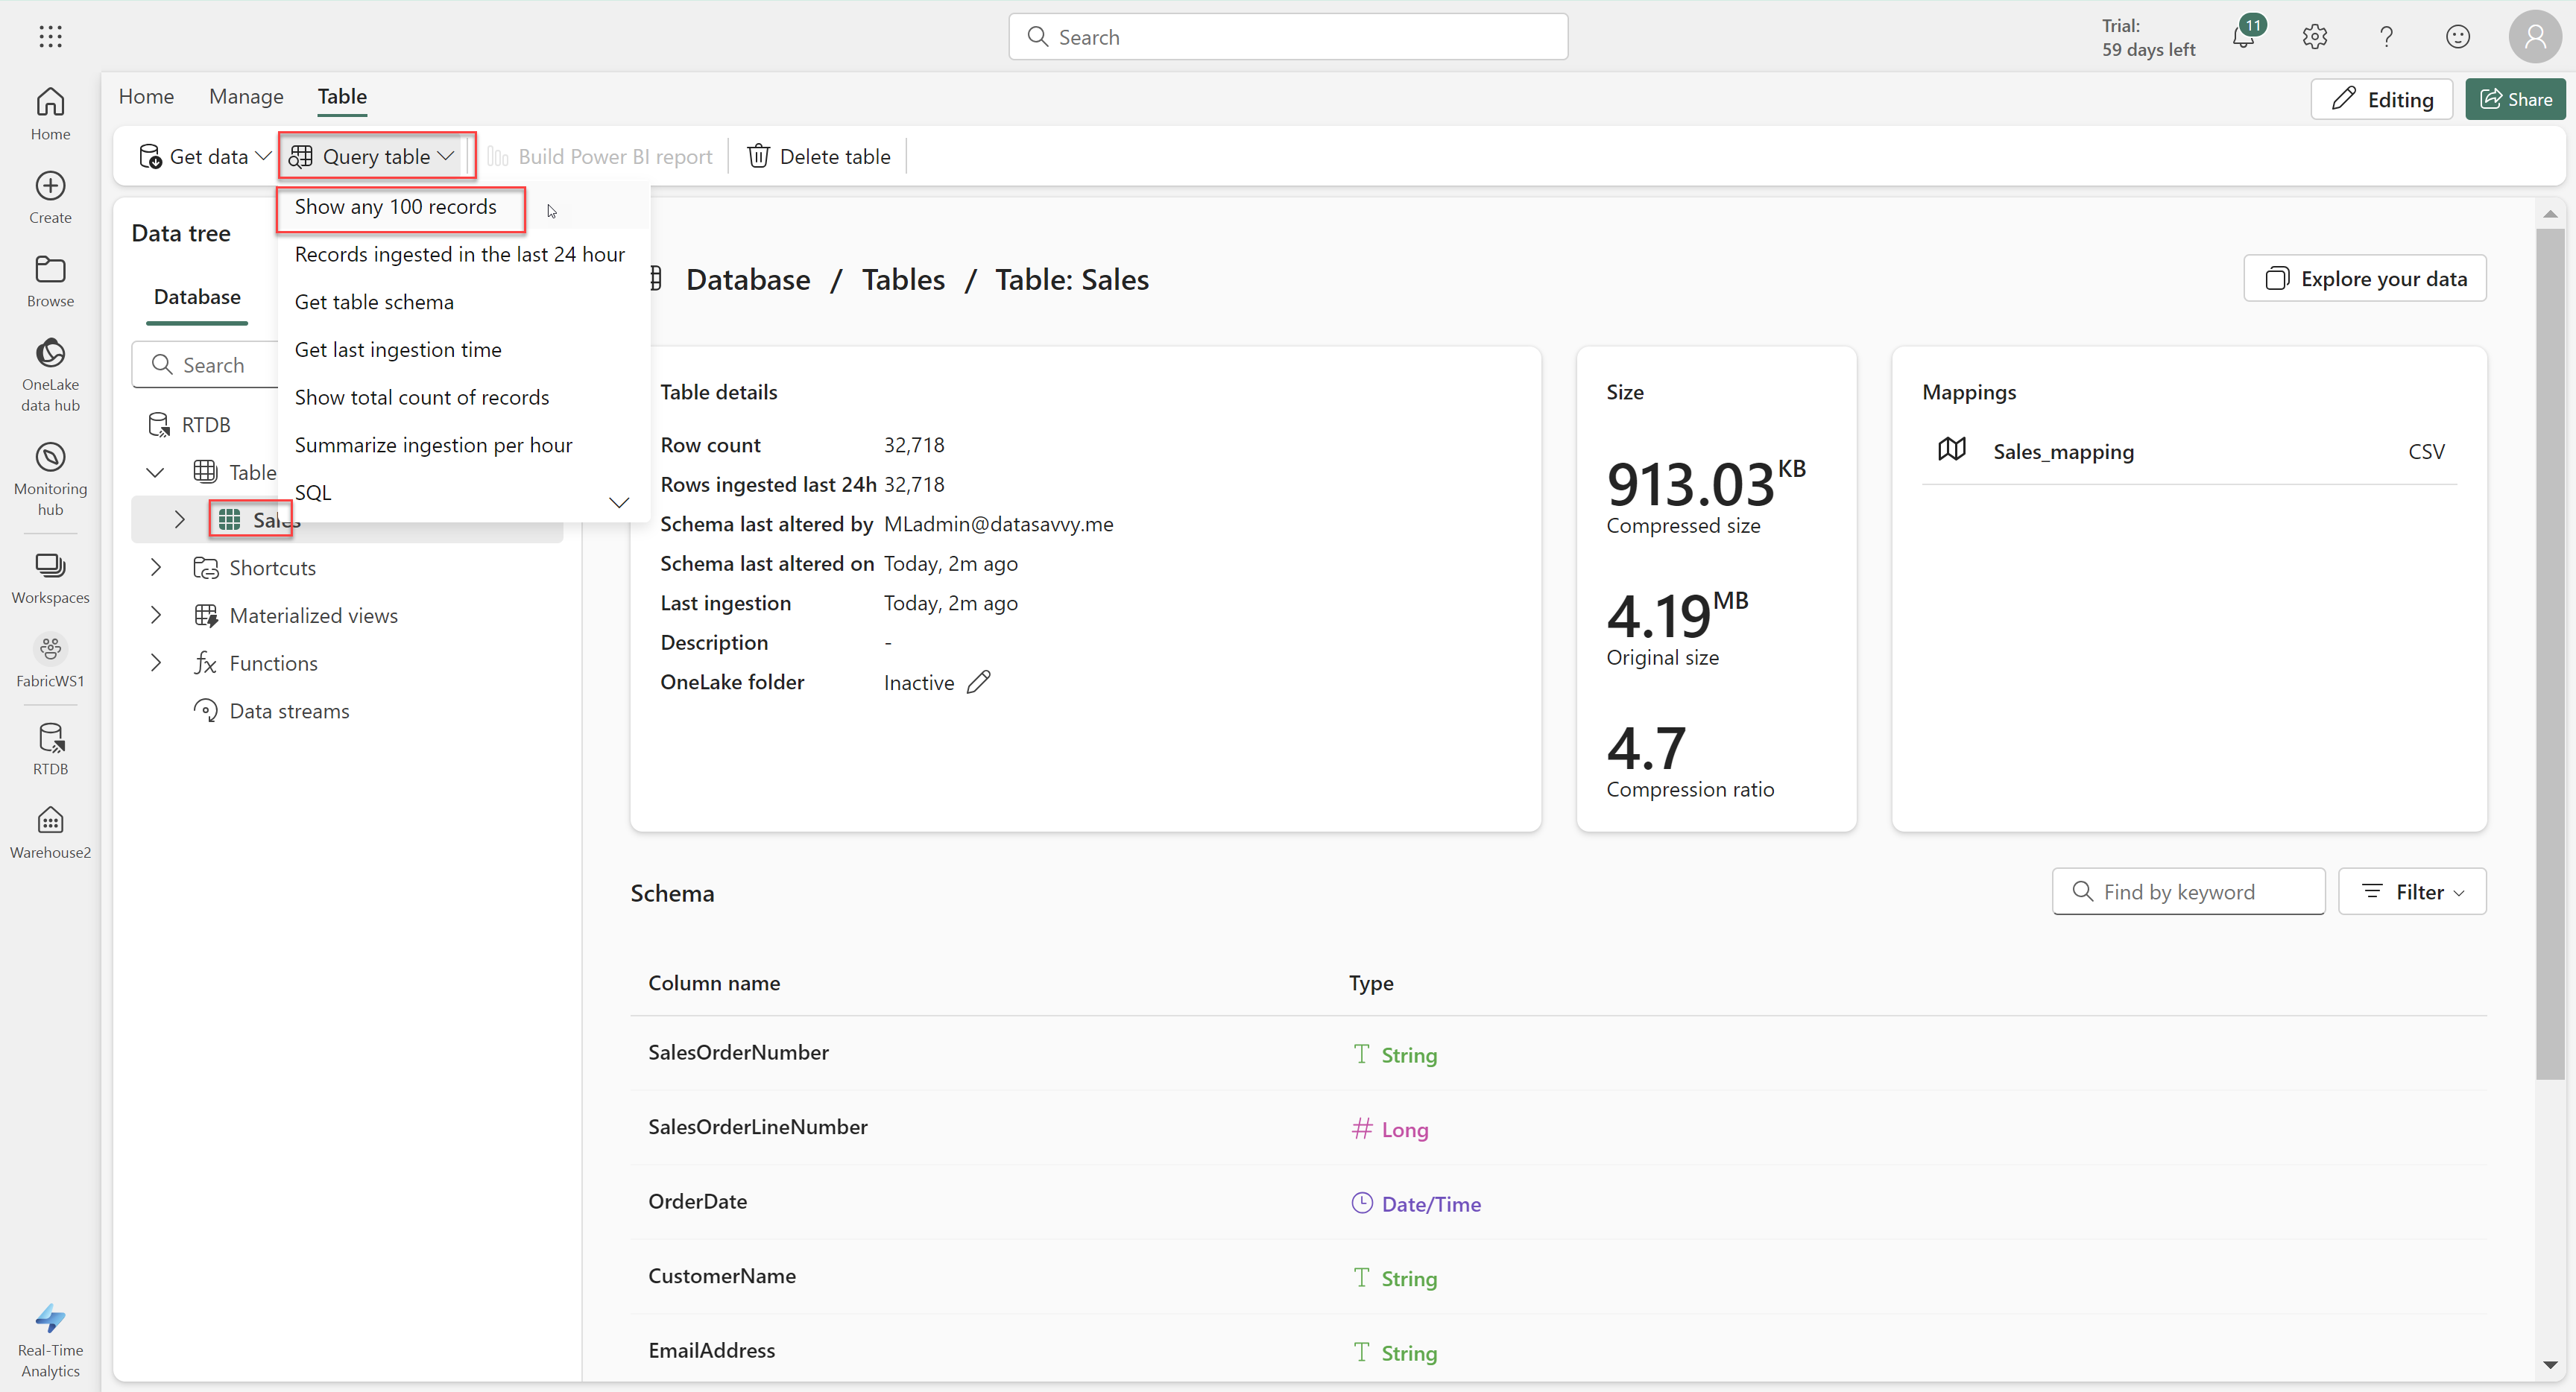 Search
Trial:
59 days left
11
Home
Manage
Table
Editing
Share
Get data
Query table
Build Power BI report
Delete table
Home
Create
Browse
OneLake
data hub
Monitoring
hub
Workspaces
FabricWS1
RTDB
Warehouse2
Real-Time
Analytics
Data tree
Database
Search
RTDB
Table
Sales
Shortcuts
Materialized views
Functions
Data streams
Show any 100 records
Records ingested in the last 24 hour
Get table schema
Get last ingestion time
Show total count of records
Summarize ingestion per hour
SQL
Database / Tables / Table: Sales
Explore your data
Table details
Row count 32,718
Rows ingested last 24h 32,718
Schema last altered by MLadmin@datasavvy.me
Schema last altered on Today, 2m ago
Last ingestion Today, 2m ago
Description -
OneLake folder Inactive
Size
913.03 KB
Compressed size
4.19 MB
Original size
4.7
Compression ratio
Mappings
Sales_mapping CSV
Schema
Find by keyword
Filter
Column name Type
SalesOrderNumber String
SalesOrderLineNumber Long
OrderDate Date/Time
CustomerName String
EmailAddress String